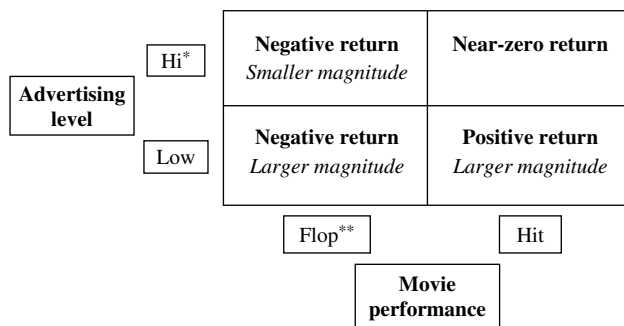 Negative return
Smaller magnitude
Near-zero return
Hi*
Advertising
level
Low
Negative return
Larger magnitude
Positive return
Larger magnitude
Flop**
Hit
Movie
performance